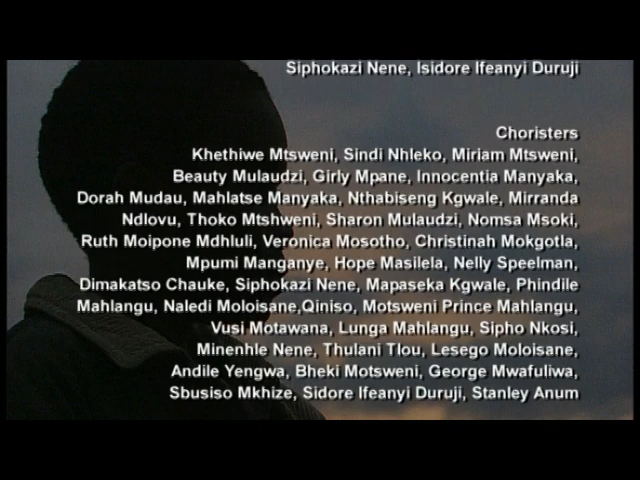 Siphokazi Nene, Isidore Ifeanyi Duruji
Choristers
Khethiwe Mtsweni, Sindi Nhleko, Miriam Mtsweni,
Beauty Mulaudzi, Girly Mpane, Innocentia Manyaka,
Dorah Mudau, Mahlatse Manyaka, Nthabiseng Kgwale, Mirranda
Ndlovu, Thoko Mtshweni, Sharon Mulaudzi, Nomsa Msoki,
Ruth Moipone Mdhluli, Veronica Mosotho, Christinah Mokgotla,
Mpumi Manganye, Hope Masilela, Nelly Speelman,
Dimakatso Chauke, Siphokazi Nene, Mapaseka Kgwale, Phindile
Mahlangu, Naledi Moloisane,Qiniso, Motsweni Prince Mahlangu,
Vusi Motawana, Lunga Mahlangu, Sipho Nkosi,
Minenhle Nene, Thulani Tlou, Lesego Moloisane,
Andile Yengwa, Bheki Motsweni, George Mwafuliwa,
Sbusiso Mkhize, Sidore Ifeanyi Duruji, Stanley Anum